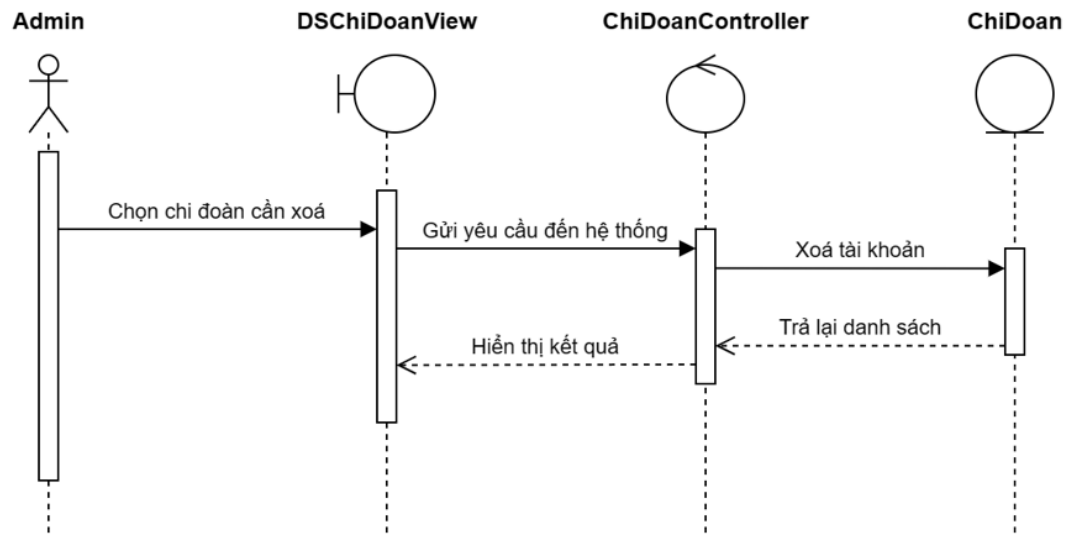 Admin
DSChiDoanView
ChiDoanController
ChiDoan
Chọn chi đoàn cần xoá
Gửi yêu cầu đến hệ thống
Xoá tài khoản
Trả lại danh sách
Hiển thị kết quả